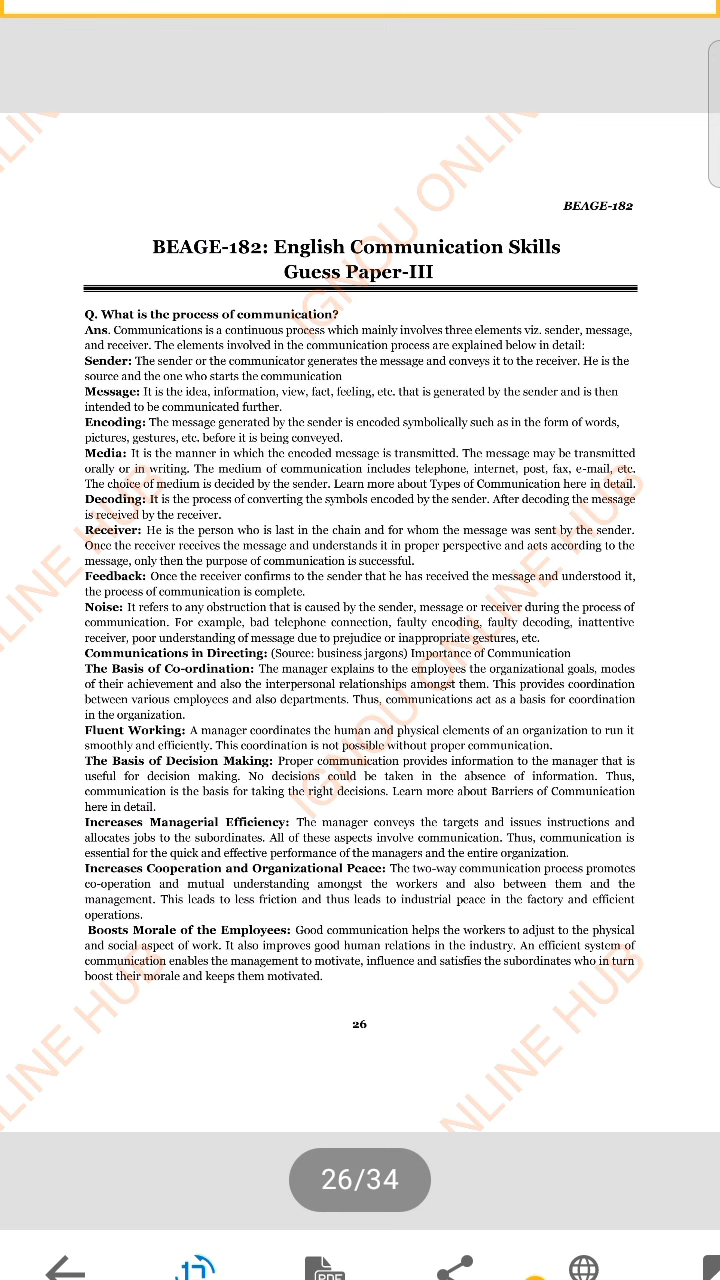 BEAGE-182
BEAGE-182: English Communication Skills
Guess Paper-III
Q. What is the process of communication?
Ans. Communications is a continuous process which mainly involves three elements viz. sender, message,
and receiver. The elements involved in the communication process are explained below in detail:
Sender: The sender or the communicator generates the message and conveys it to the receiver. He is the
source and the one who starts the communication
Message: It is the idea, information, view, fact, feeling, etc. that is generated by the sender and is then
intended to be communicated further.
Encoding: The message generated by the sender is encoded symbolically such as in the form of words,
pictures, gestures, etc. before it is being conveyed.
Media: It is the manner in which the encoded message is transmitted. The message may be transmitted
orally or in writing. The medium of communication includes telephone, internet, post, fax, e-mail, etc.
The choice of medium is decided by the sender. Learn more about Types of Communication here in detail.
Decoding: It is the process of converting the symbols encoded by the sender. After decoding the message
is received by the receiver.
Receiver: He is the person who is last in the chain and for whom the message was sent by the sender.
Once the receiver receives the message and understands it in proper perspective and acts according to the
message, only then the purpose of communication is successful.
Feedback: Once the receiver confirms to the sender that he has received the message and understood it,
the process of communication is complete.
Noise: It refers to any obstruction that is caused by the sender, message or receiver during the process of
communication. For example, bad telephone connection, faulty encoding, faulty decoding, inattentive
receiver, poor understanding of message due to prejudice or inappropriate gestures, etc.
Communications in Directing: (Source: business jargons) Importance of Communication
The Basis of Co-ordination: The manager explains to the employees the organizational goals, modes
of their achievement and also the interpersonal relationships amongst them. This provides coordination
between various employees and also departments. Thus, communications act as a basis for coordination
in the organization.
Fluent Working: A manager coordinates the human and physical elements of an organization to run it
smoothly and efficiently. This coordination is not possible without proper communication.
The Basis of Decision Making: Proper communication provides information to the manager that is
useful for decision making. No decisions could be taken in the absence of information. Thus,
communication is the basis for taking the right decisions. Learn more about Barriers of Communication
here in detail.
Increases Managerial Efficiency: The manager conveys the targets and issues instructions and
allocates jobs to the subordinates. All of these aspects involve communication. Thus, communication is
essential for the quick and effective performance of the managers and the entire organization.
Increases Cooperation and Organizational Peace: The two-way communication process promotes
co-operation and mutual understanding amongst the workers and also between them and the
management. This leads to less friction and thus leads to industrial peace in the factory and efficient
operations.
Boosts Morale of the Employees: Good communication helps the workers to adjust to the physical
and social aspect of work. It also improves good human relations in the industry. An efficient system of
communication enables the management to motivate, influence and satisfies the subordinates who in turn
boost their morale and keeps them motivated.
26
IGNOU ONLINE HUB
26/34
PDF